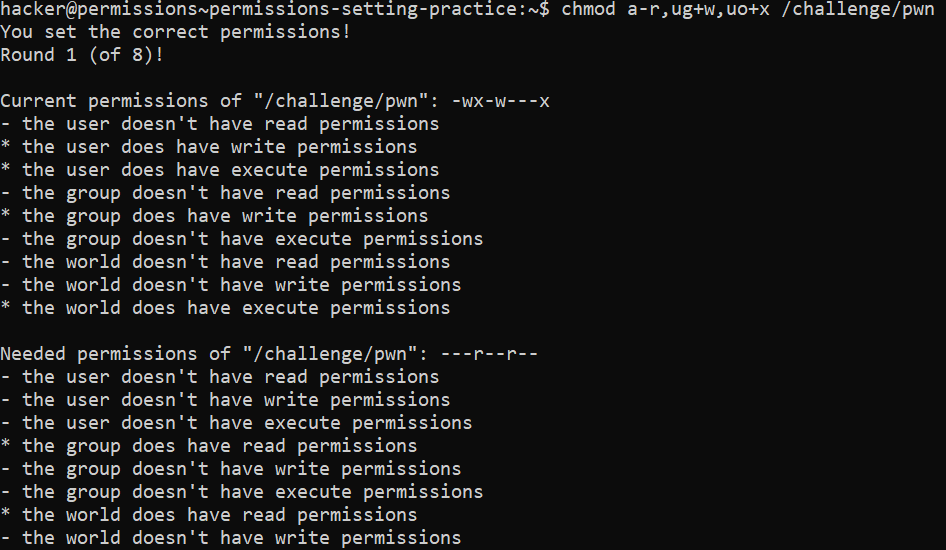 hacker@permissions~permissions-setting-practice:~$ chmod a-r,ug+w,uo+x /challenge/pwn
You set the correct permissions!
Round 1 (of 8)!
Current permissions of "/challenge/pwn": -wx-w---x
- the user doesn't have read permissions
* the user does have write permissions
* the user does have execute permissions
- the group doesn't have read permissions
* the group does have write permissions
- the group doesn't have execute permissions
- the world doesn't have read permissions
- the world doesn't have write permissions
* the world does have execute permissions
Needed permissions of "/challenge/pwn": ---r--r--
- the user doesn't have read permissions
- the user doesn't have write permissions
- the user doesn't have execute permissions
* the group does have read permissions
- the group doesn't have write permissions
- the group doesn't have execute permissions
* the world does have read permissions
- the world doesn't have write permissions